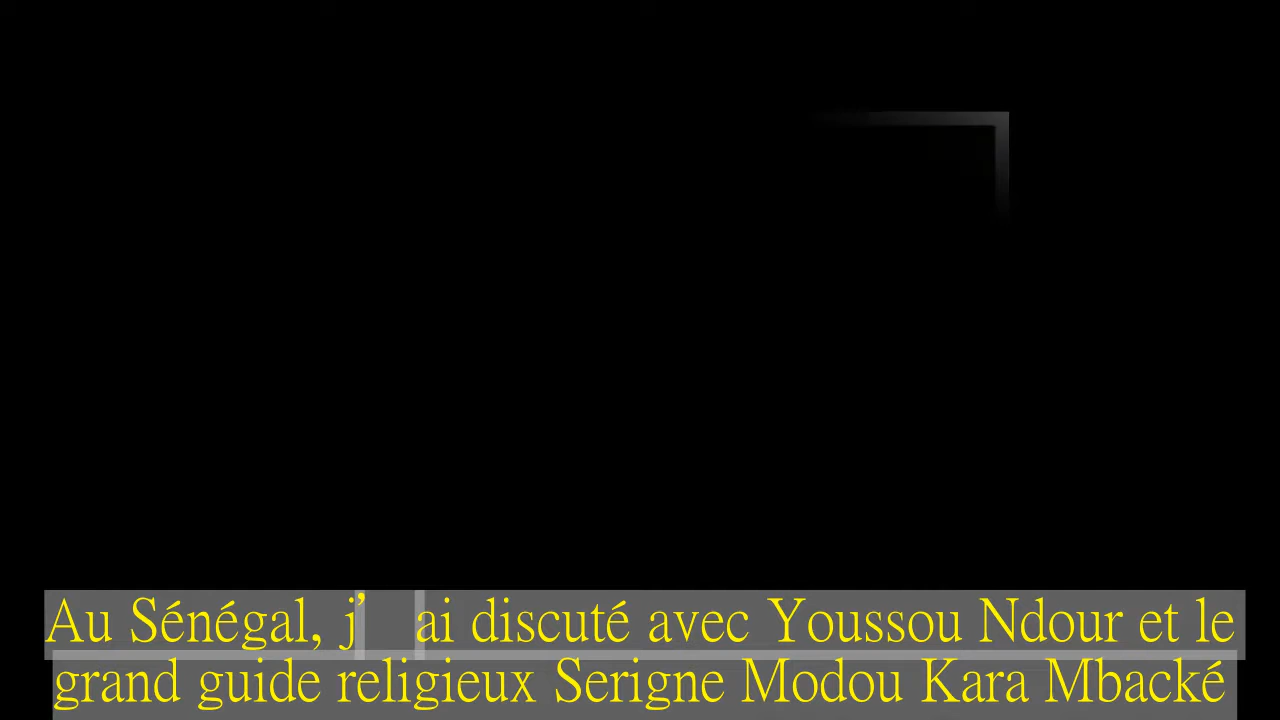 Au Sénégal, j’ai discuté avec Youssou Ndour et le
grand guide religieux Serigne Modou Kara Mbacké